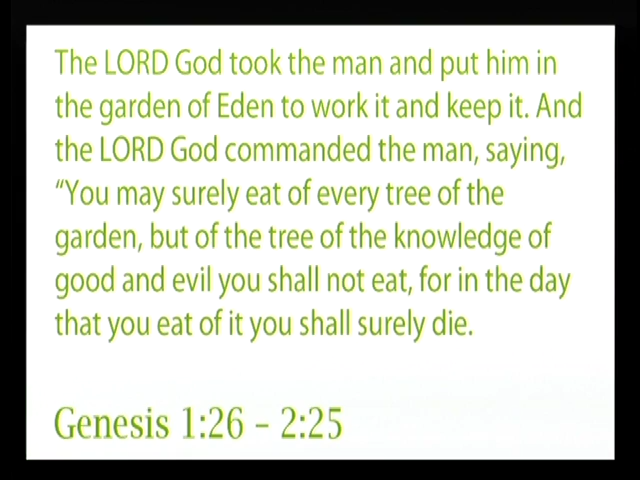 The LORD God took the man and put him in
the garden of Eden to work it and keep it. And
the LORD God commanded the man, saying,
“You may surely eat of every tree of the
garden, but of the tree of the knowledge of
good and evil you shall not eat, for in the day
that you eat of it you shall surely die.
Genesis 1:26 – 2:25